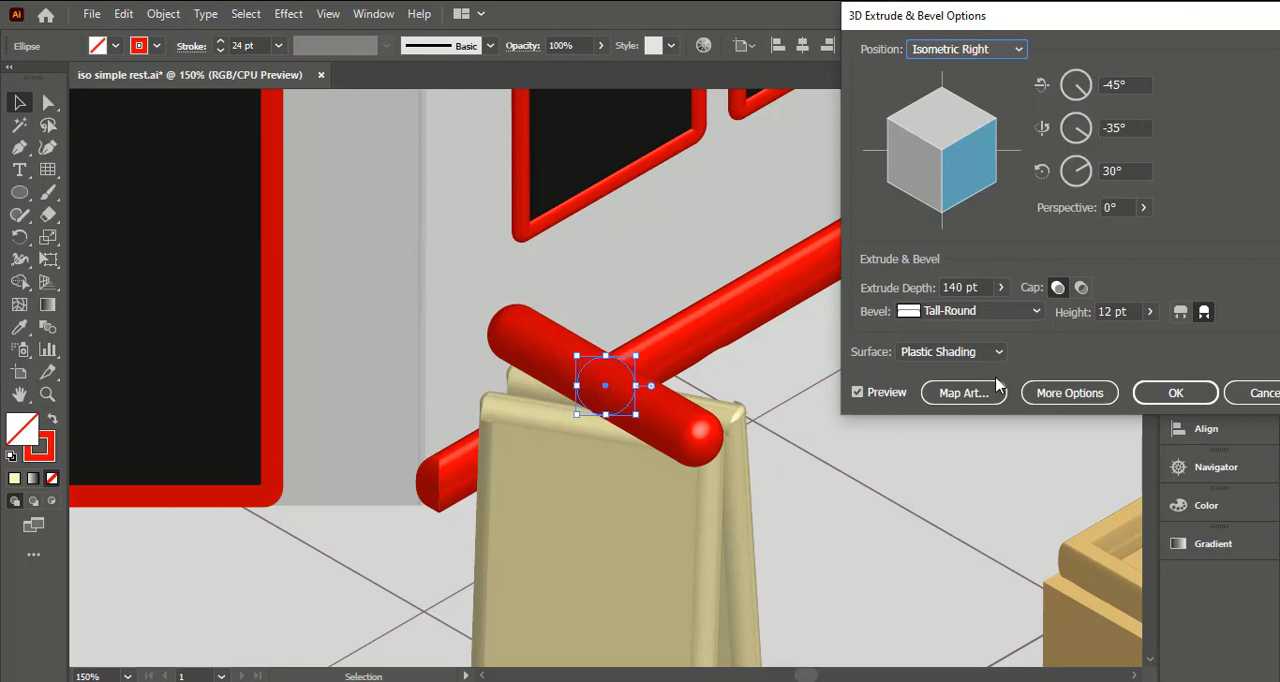 Ai File Edit Object Type Select Effect View Window Help
3D Extrude & Bevel Options
Ellipse Stroke: 24 pt Basic Opacity: 100% Style:
Position: Isometric Right
iso simple rest.ai* @ 150% (RGB/CPU Preview) ×
-45°
-35°
30°
Perspective: 0°
Extrude & Bevel
Extrude Depth: 140 pt Cap:
Bevel: Tall-Round Height: 12 pt
Surface: Plastic Shading
Preview Map Art... More Options OK Cance
Align
Navigator
Color
Gradient
150% 1 Selection